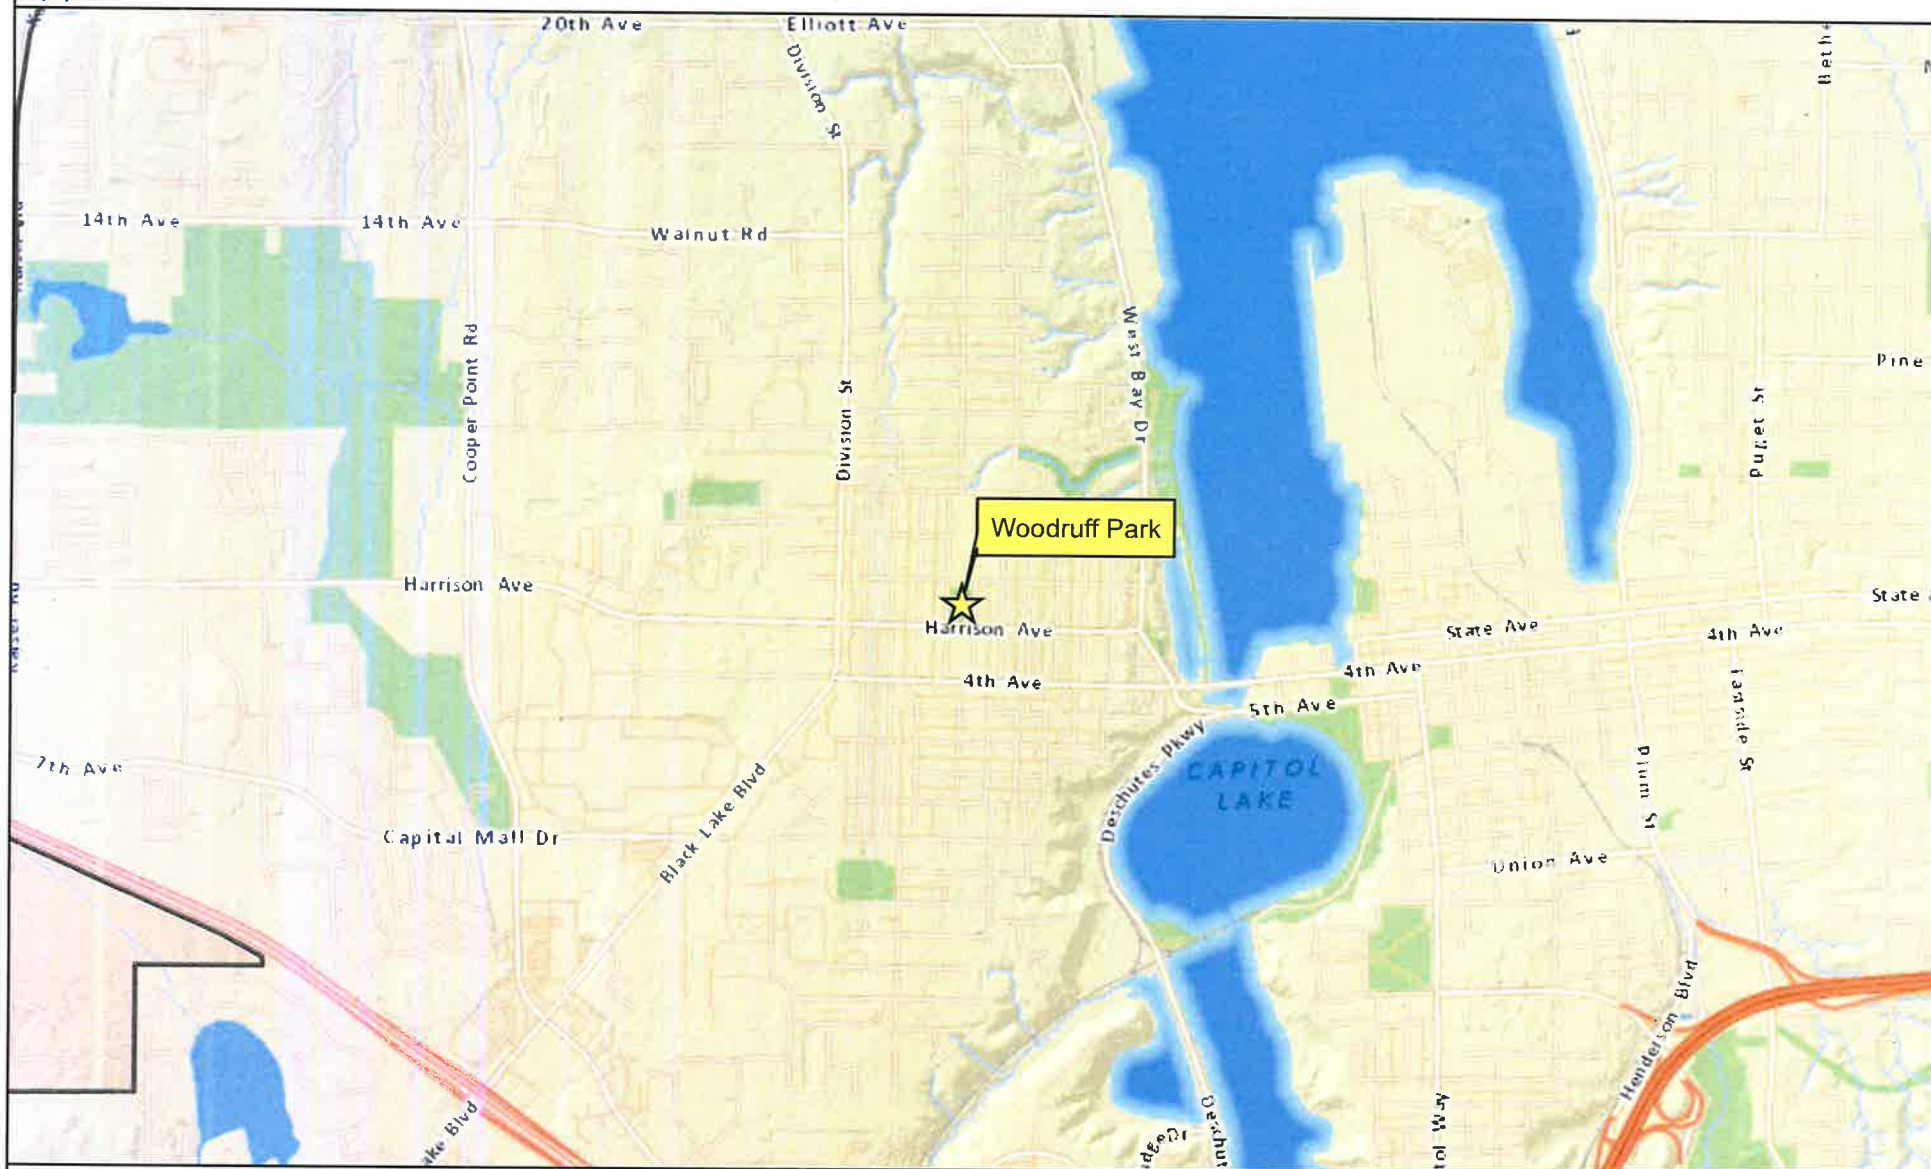 20th Ave
Elliott Ave
Division St
14th Ave
14th Ave
Walnut Rd
West Bay Dr
Cooper Point Rd
Division St
Pine
Puget St
Woodruff Park
Harrison Ave
Harrison Ave
State Ave
State
4th Ave
4th Ave
4th Ave
5th Ave
7th Ave
Deschutes Pkwy
CAPITOL
LAKE
Plum St
Black Lake Blvd
Capital Mall Dr
Union Ave
Henderson Blvd
Kaiser Rd